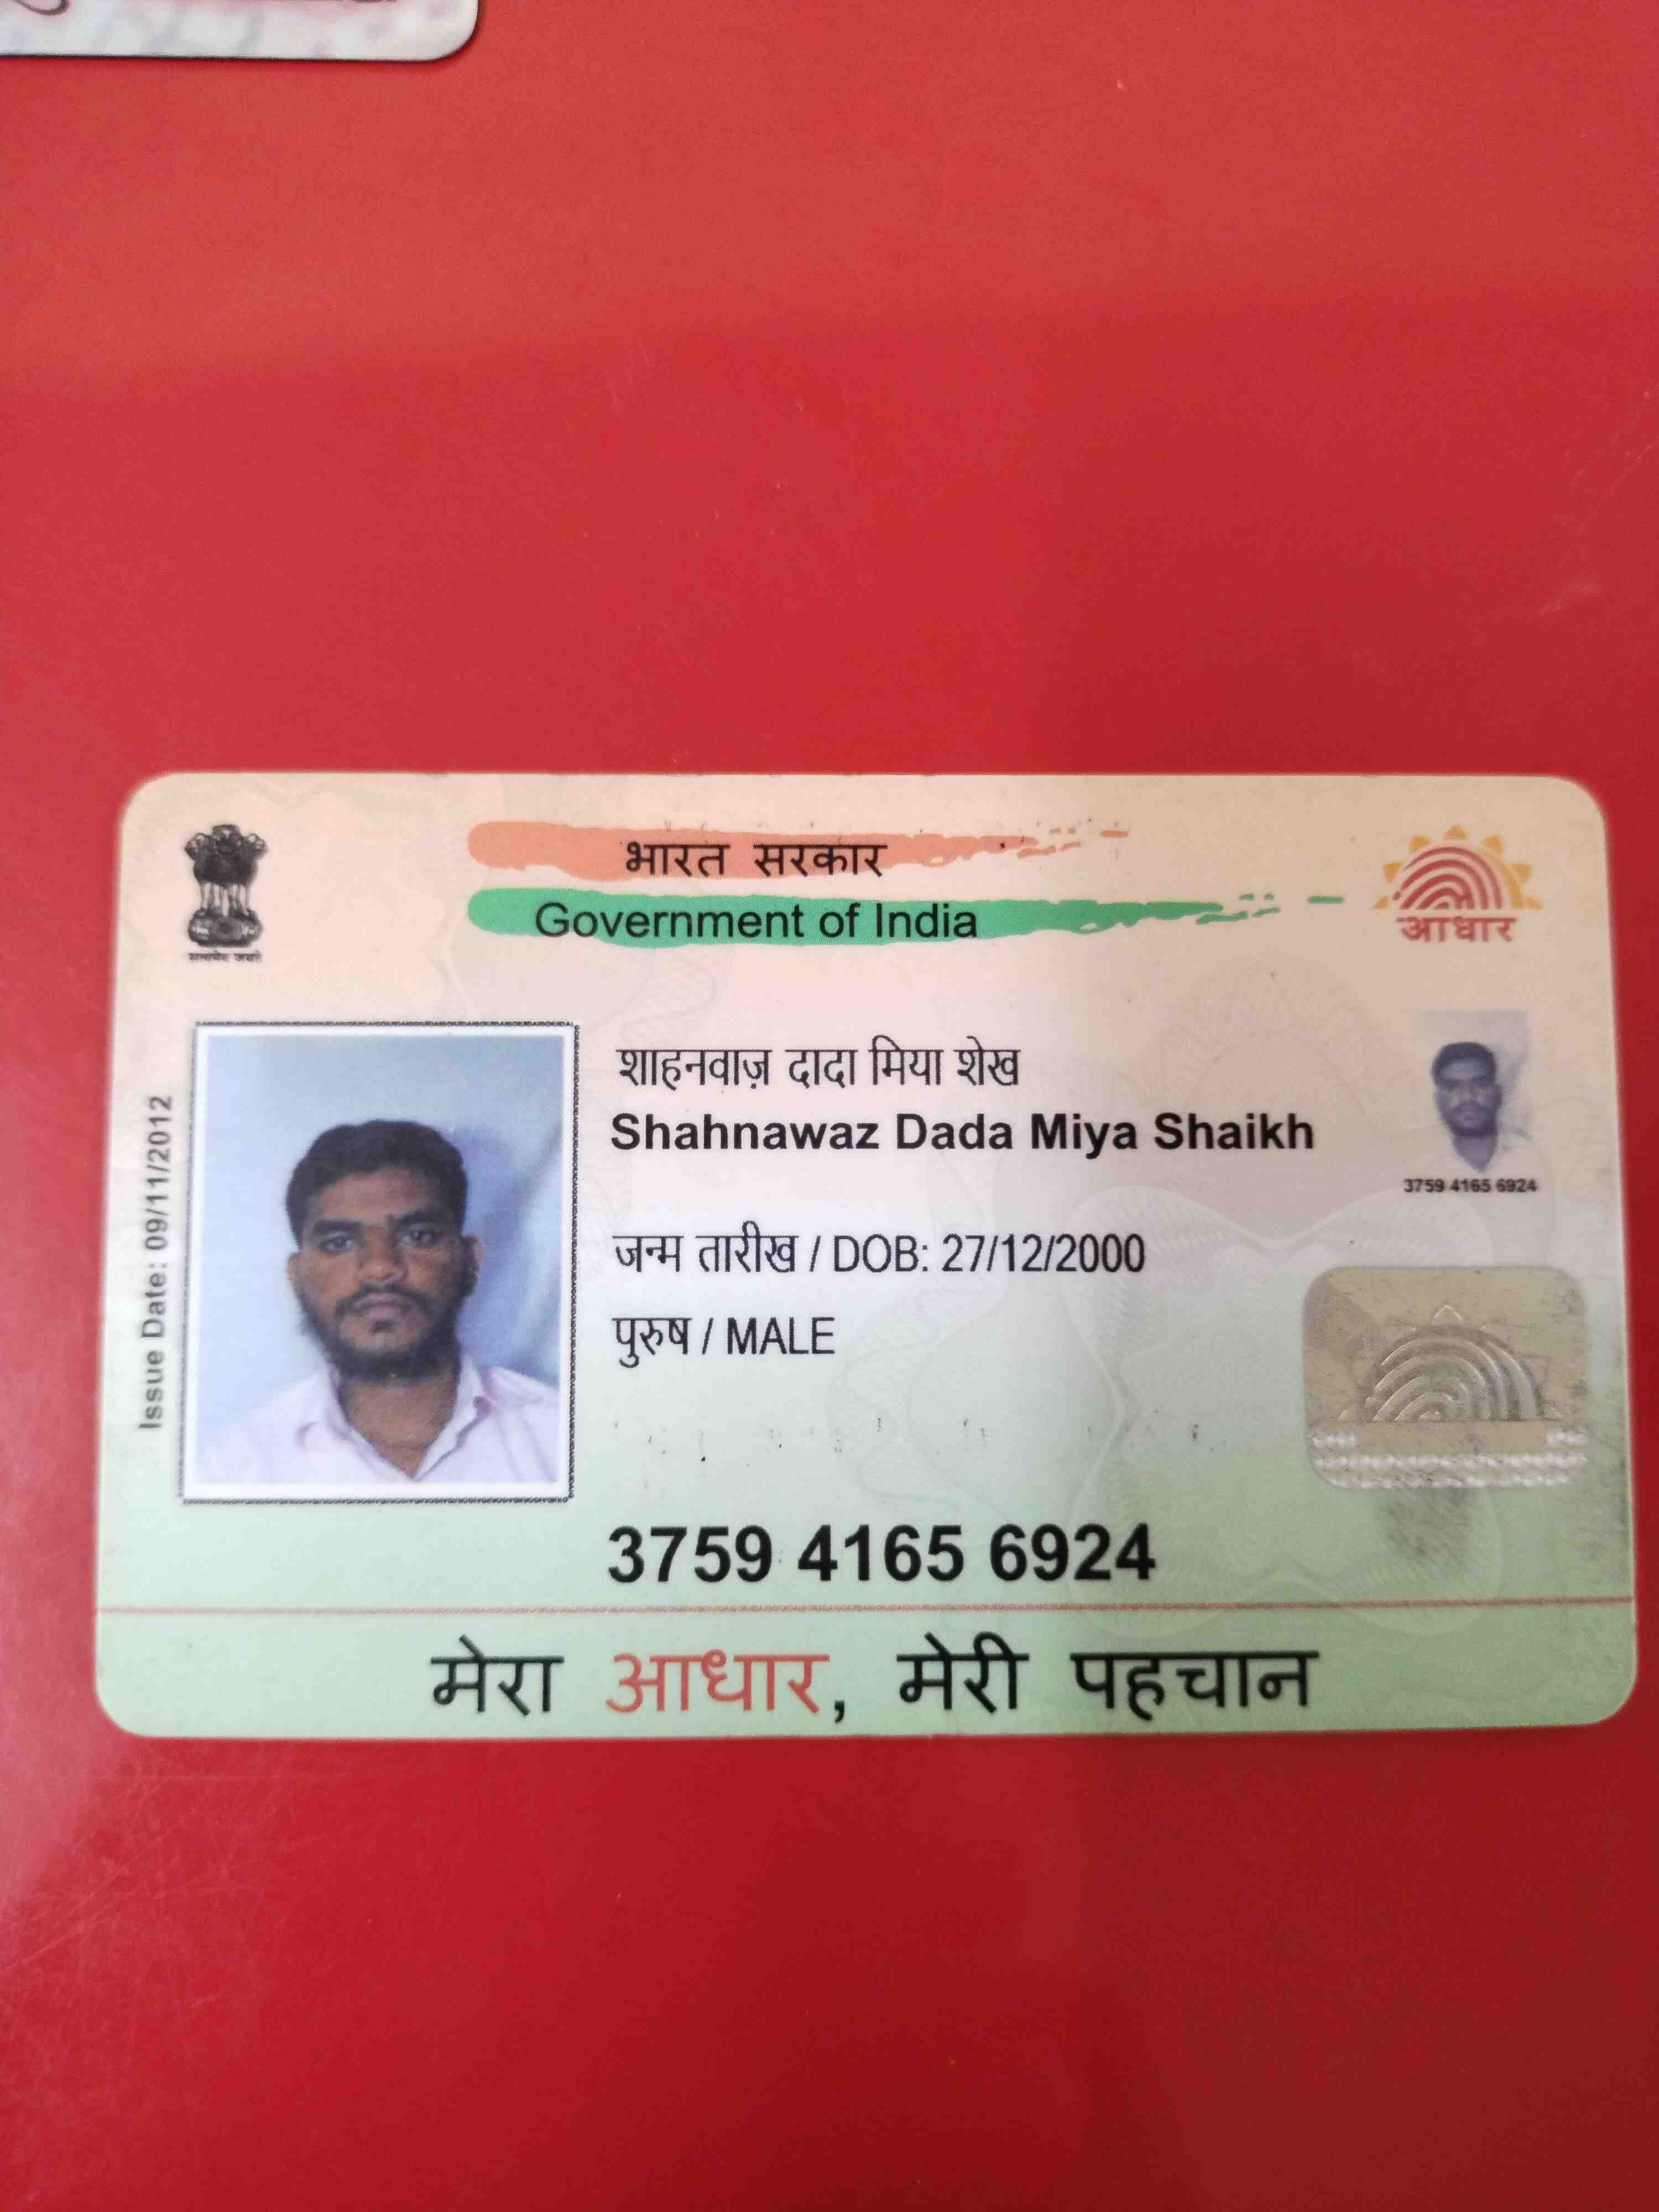 भारत सरकार
Government of India
आधार
सत्यमेव जयते
Issue Date: 09/11/2012
शाहनवाज़ दादा मिया शेख
Shahnawaz Dada Miya Shaikh
3759 4165 6924
जन्म तारीख / DOB: 27/12/2000
पुरुष / MALE
3759 4165 6924
मेरा आधार, मेरी पहचान